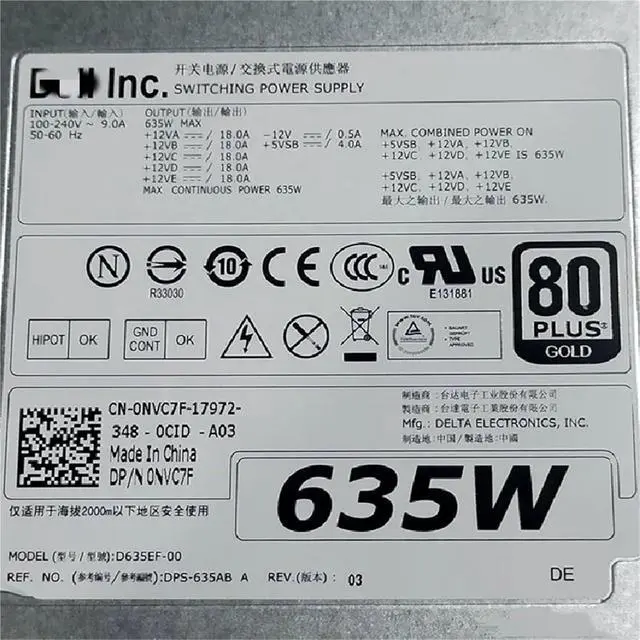 Inc. 开关电源/交換式電源供應器
SWITCHING POWER SUPPLY
INPUT(输入/輸入)
100-240V ~ 9.0A
50-60 Hz
OUTPUT(输出/輸出)
635W MAX
+12VA ⎓/ 18.0A -12V ⎓/ 0.5A
+12VB ⎓/ 18.0A +5VSB ⎓/ 4.0A
+12VC ⎓/ 18.0A
+12VD ⎓/ 18.0A
+12VE ⎓/ 18.0A
MAX CONTINUOUS POWER 635W
MAX. COMBINED POWER ON
+5VSB, +12VA, +12VB,
+12VC, +12VD, +12VE IS 635W
+5VSB, +12VA, +12VB,
+12VC, +12VD, +12VE
最大之输出/最大之輸出 635W.
N
R33030
10
CE
CCC
c RU US
E131881
80
PLUS®
GOLD
HIPOT OK
GND CONT OK
TYPE
APPROVED
CN-0NVC7F-17972-
348 - 0CID - A03
Made In China
DP/N 0NVC7F
制造商：台达电子工业股份有限公司
製造商：台達電子工業股份有限公司
Mfg.: DELTA ELECTRONICS, INC.
制造地：中国/製造地：中國
仅适用于海拔2000m以下地区安全使用
635W
MODEL (型号/型號):D635EF-00
REF. NO. (参考编号/參考編號):DPS-635AB A REV.(版本): 03
DE